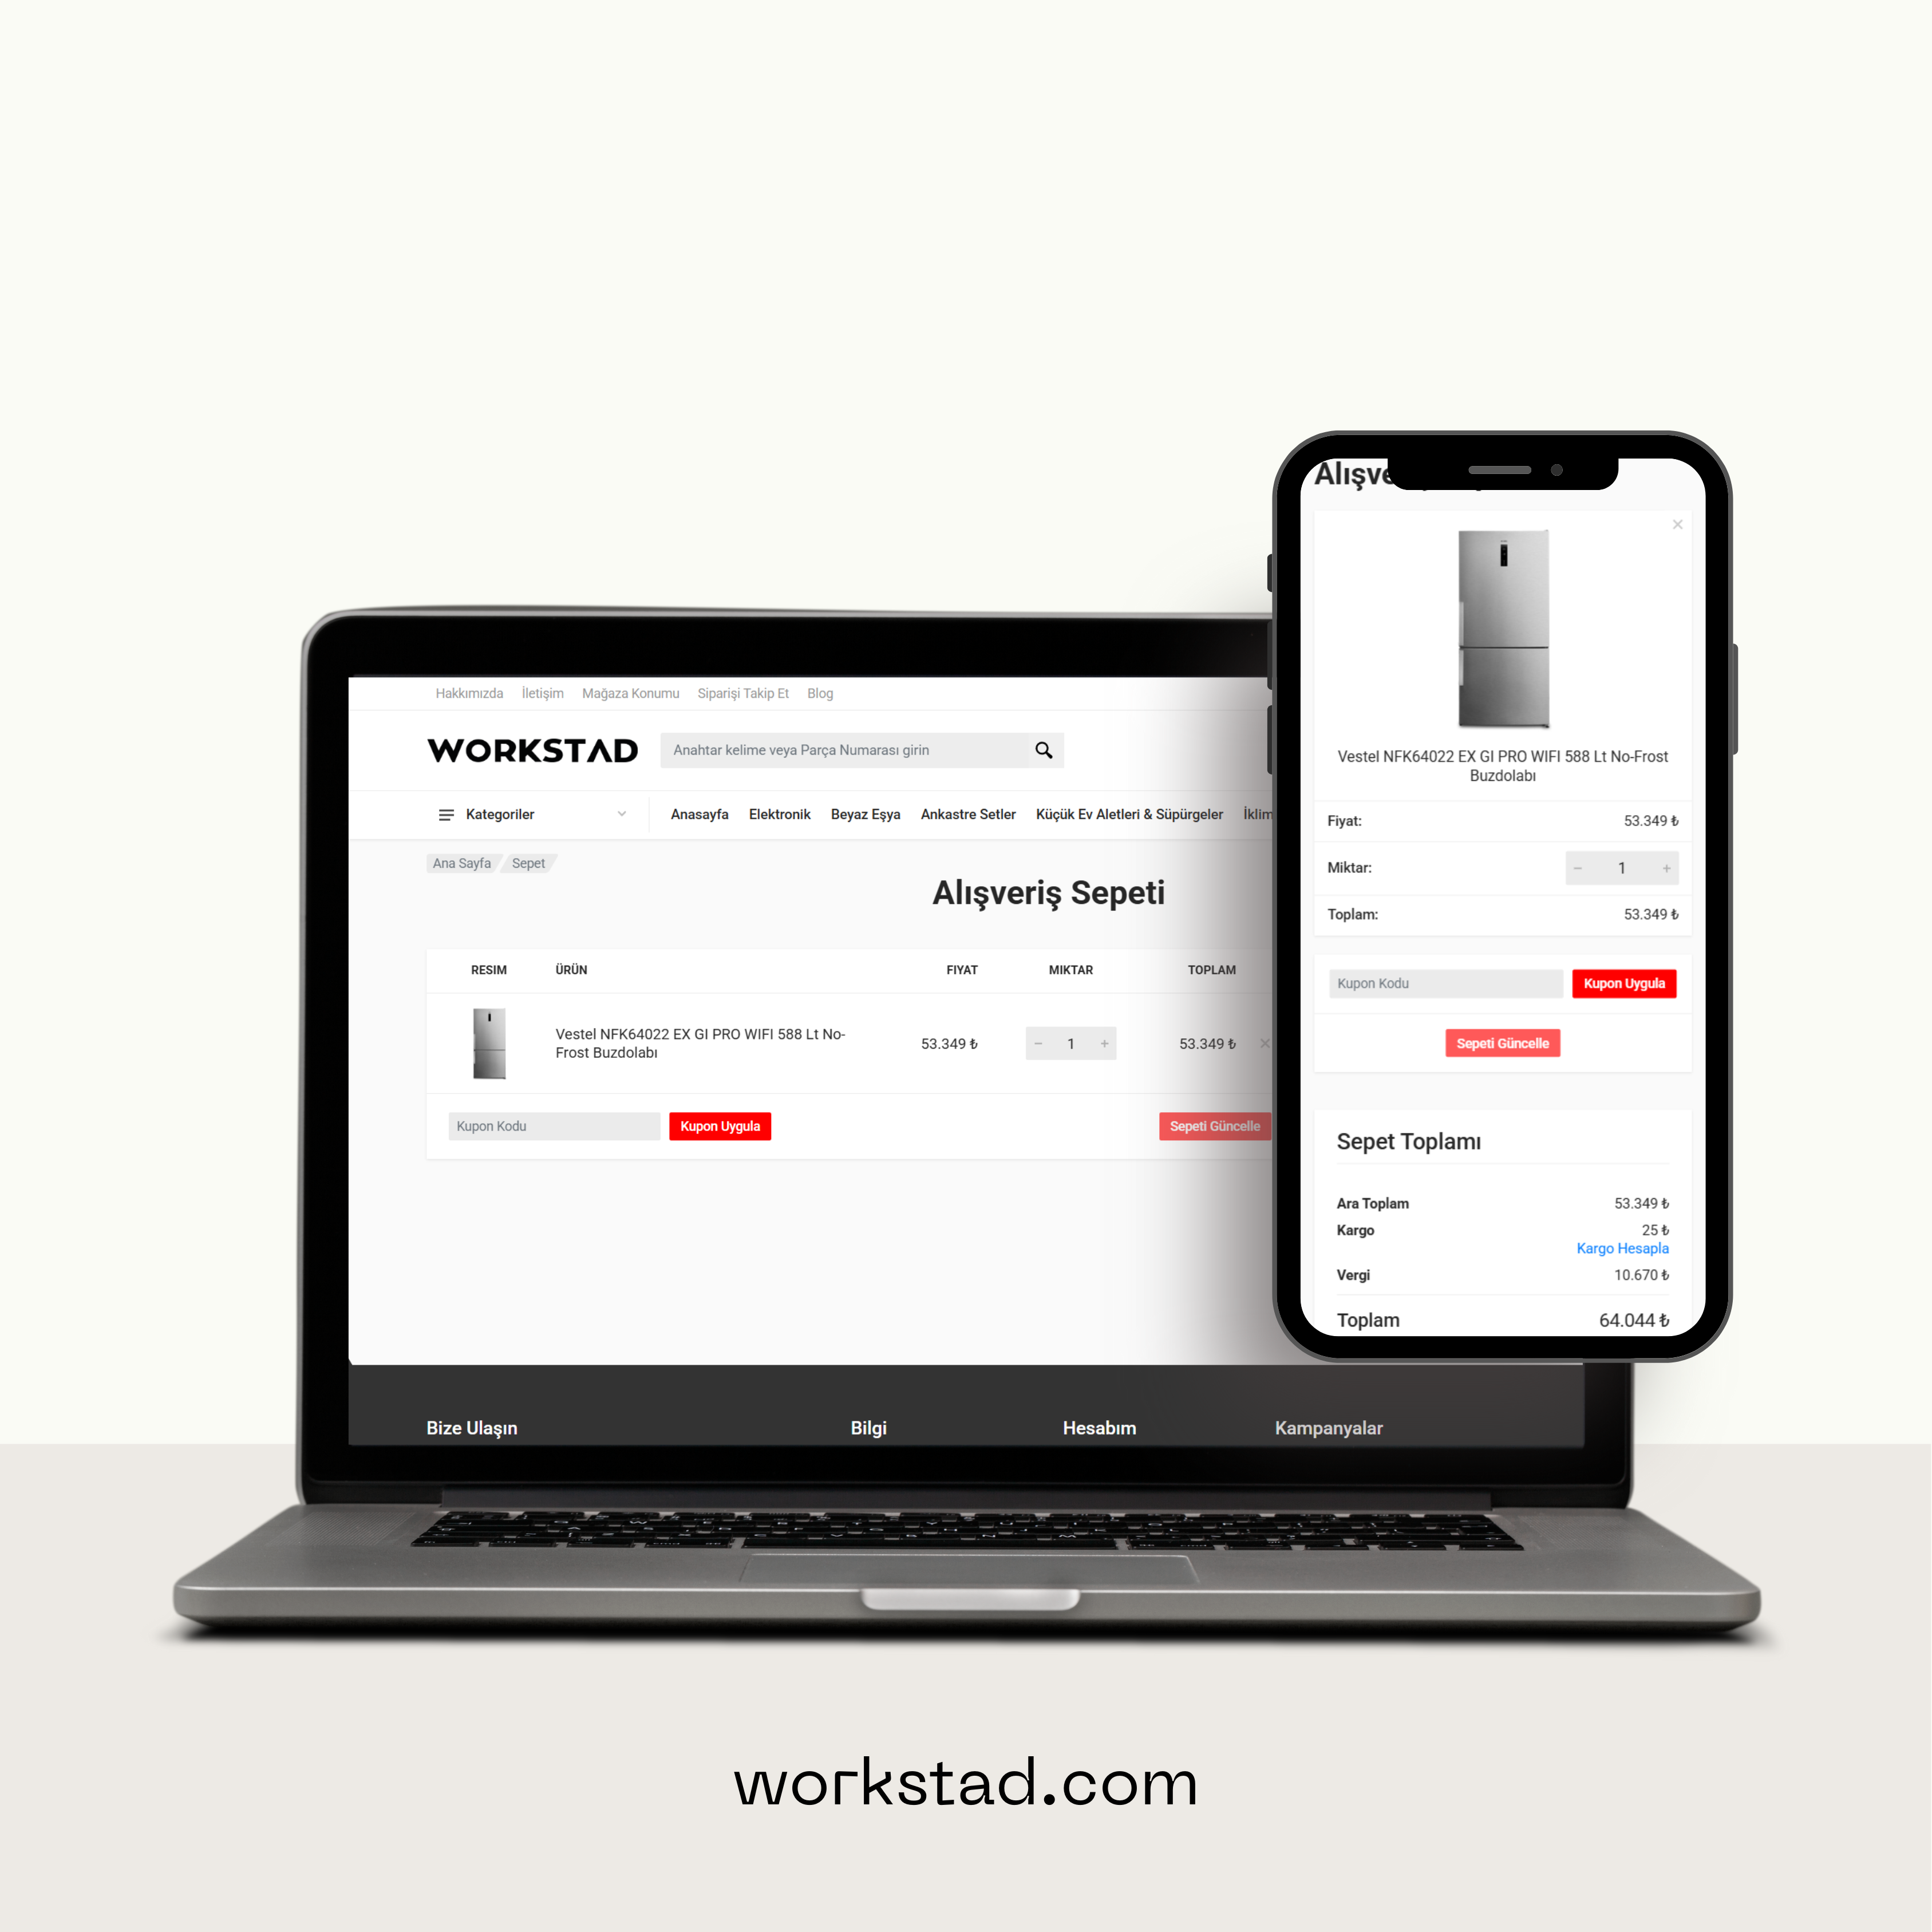 Hakkımızda İletişim Mağaza Konumu Siparişi Takip Et Blog
WORKSTAD
Anahtar kelime veya Parça Numarası girin
Kategoriler Anasayfa Elektronik Beyaz Eşya Ankastre Setler Küçük Ev Aletleri & Süpürgeler İklim
Ana Sayfa Sepet
Alışveriş Sepeti
RESIM ÜRÜN FIYAT MIKTAR TOPLAM
Vestel NFK64022 EX GI PRO WIFI 588 Lt No-
Frost Buzdolabı
53.349 ₺ − 1 + 53.349 ₺ ×
Kupon Kodu Kupon Uygula Sepeti Güncelle
Bize Ulaşın Bilgi Hesabım Kampanyalar
Alışve
×
Vestel NFK64022 EX GI PRO WIFI 588 Lt No-Frost
Buzdolabı
Fiyat: 53.349 ₺
Miktar: − 1 +
Toplam: 53.349 ₺
Kupon Kodu Kupon Uygula
Sepeti Güncelle
Sepet Toplamı
Ara Toplam 53.349 ₺
Kargo 25 ₺
Kargo Hesapla
Vergi 10.670 ₺
Toplam 64.044 ₺
workstad.com